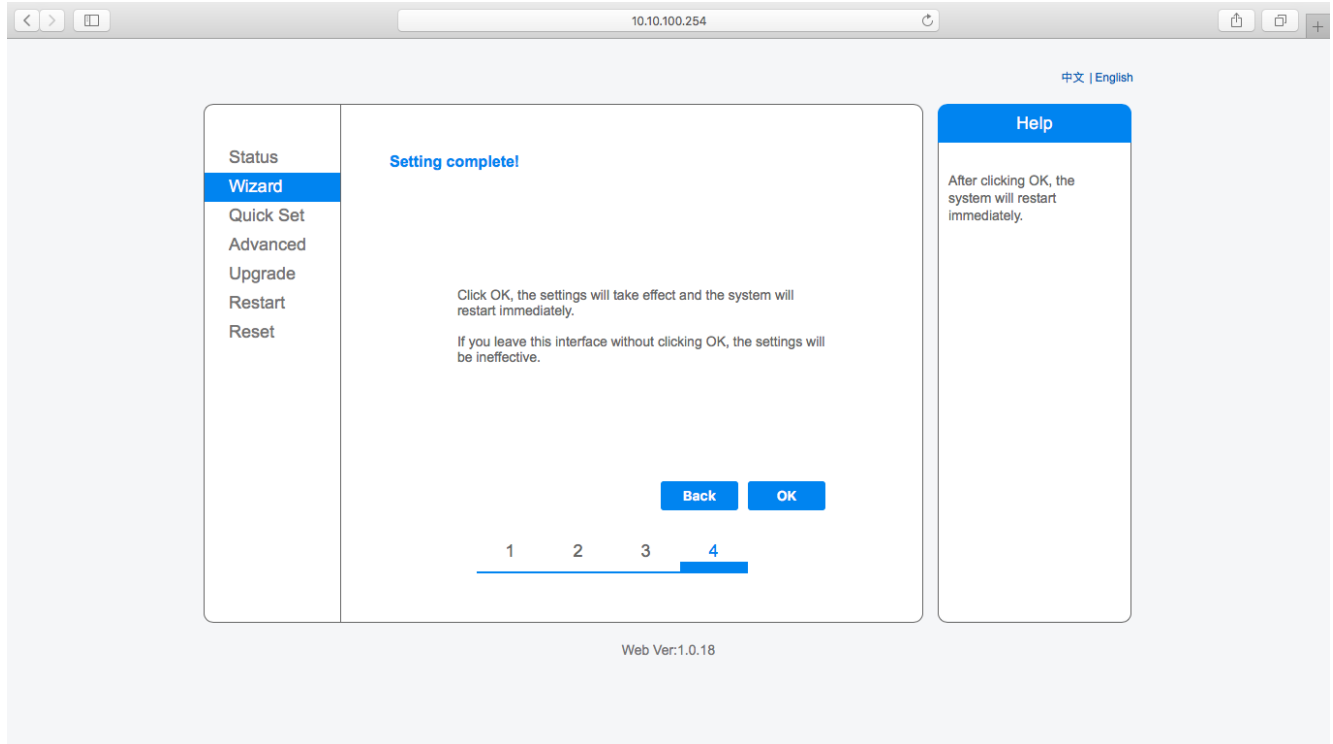 10.10.100.254
中文 | English
Status
Wizard
Quick Set
Advanced
Upgrade
Restart
Reset
Setting complete!
Click OK, the settings will take effect and the system will
restart immediately.
If you leave this interface without clicking OK, the settings will
be ineffective.
Back OK
1 2 3 4
Help
After clicking OK, the
system will restart
immediately.
Web Ver:1.0.18